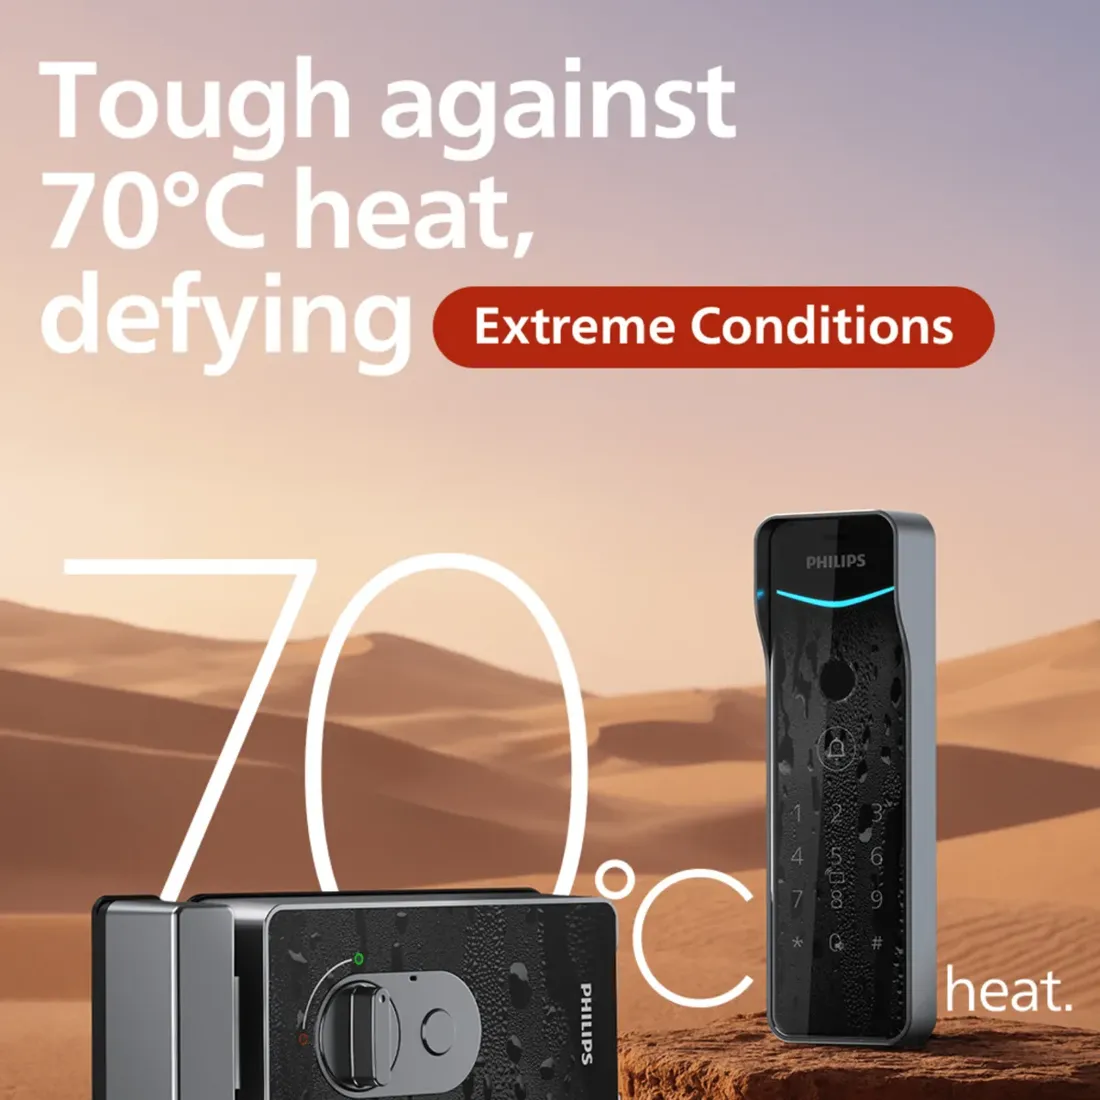 Tough against
70°C heat,
defying Extreme Conditions
70°C heat.
PHILIPS
1 2 3
4 5 6
7 8 9
* 0 #
PHILIPS